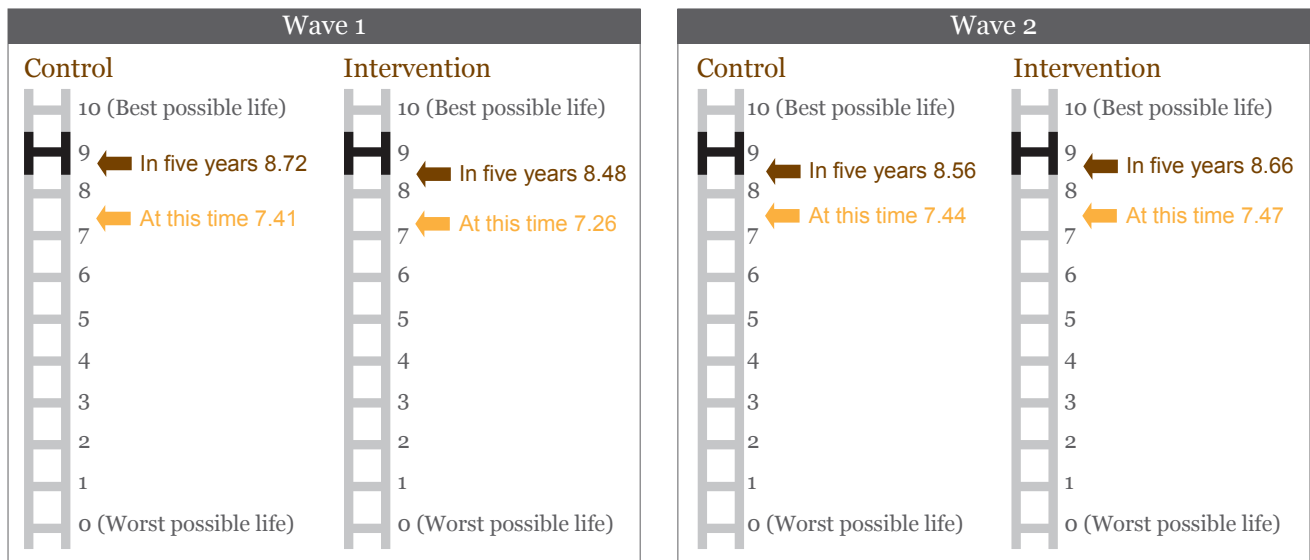 Wave 1
Control
10 (Best possible life)
9
In five years 8.72
8
At this time 7.41
7
6
5
4
3
2
1
0 (Worst possible life)
Intervention
10 (Best possible life)
9
In five years 8.48
8
At this time 7.26
7
6
5
4
3
2
1
0 (Worst possible life)
Wave 2
Control
10 (Best possible life)
9
In five years 8.56
8
At this time 7.44
7
6
5
4
3
2
1
0 (Worst possible life)
Intervention
10 (Best possible life)
9
In five years 8.66
8
At this time 7.47
7
6
5
4
3
2
1
0 (Worst possible life)